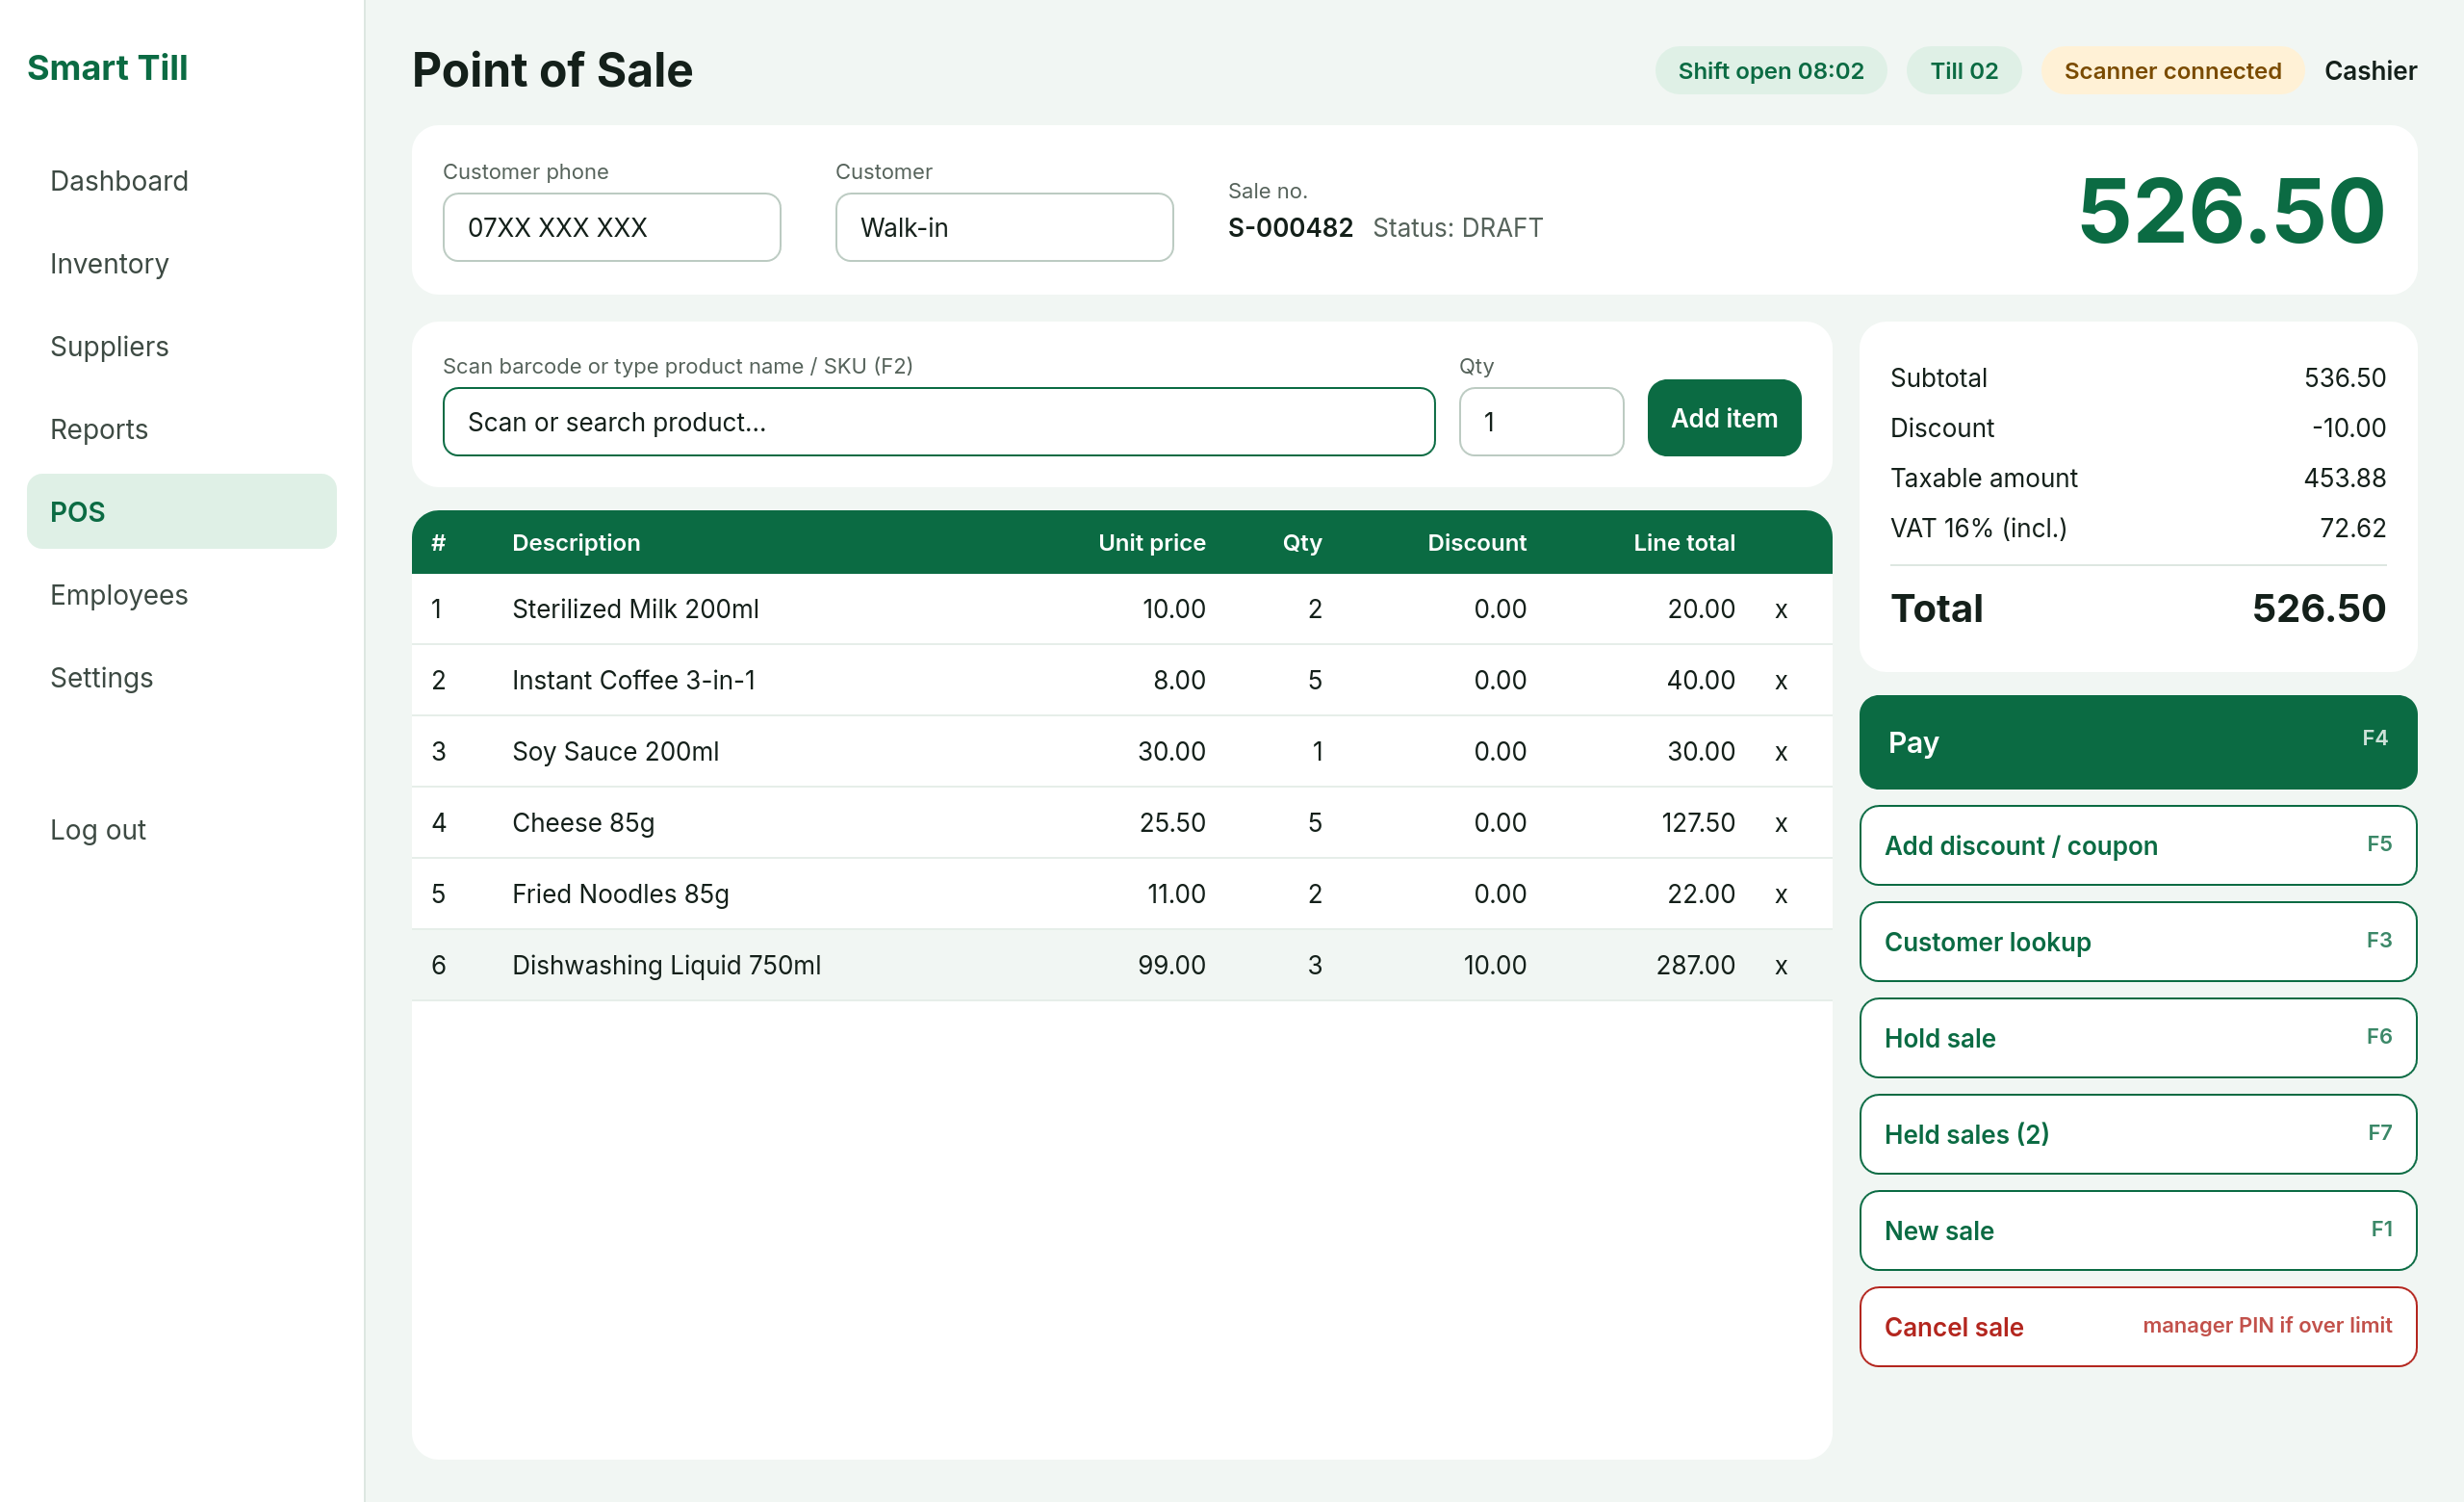 Smart Till
Dashboard
Inventory
Suppliers
Reports
POS
Employees
Settings
Log out
Point of Sale
Shift open 08:02 Till 02 Scanner connected Cashier
Customer phone
07XX XXX XXX
Customer
Walk-in
Sale no.
S-000482 Status: DRAFT
526.50
Scan barcode or type product name / SKU (F2)
Scan or search product...
Qty
1
Add item
# Description Unit price Qty Discount Line total
1 Sterilized Milk 200ml 10.00 2 0.00 20.00 x
2 Instant Coffee 3-in-1 8.00 5 0.00 40.00 x
3 Soy Sauce 200ml 30.00 1 0.00 30.00 x
4 Cheese 85g 25.50 5 0.00 127.50 x
5 Fried Noodles 85g 11.00 2 0.00 22.00 x
6 Dishwashing Liquid 750ml 99.00 3 10.00 287.00 x
Subtotal 536.50
Discount -10.00
Taxable amount 453.88
VAT 16% (incl.) 72.62
Total 526.50
Pay F4
Add discount / coupon F5
Customer lookup F3
Hold sale F6
Held sales (2) F7
New sale F1
Cancel sale manager PIN if over limit